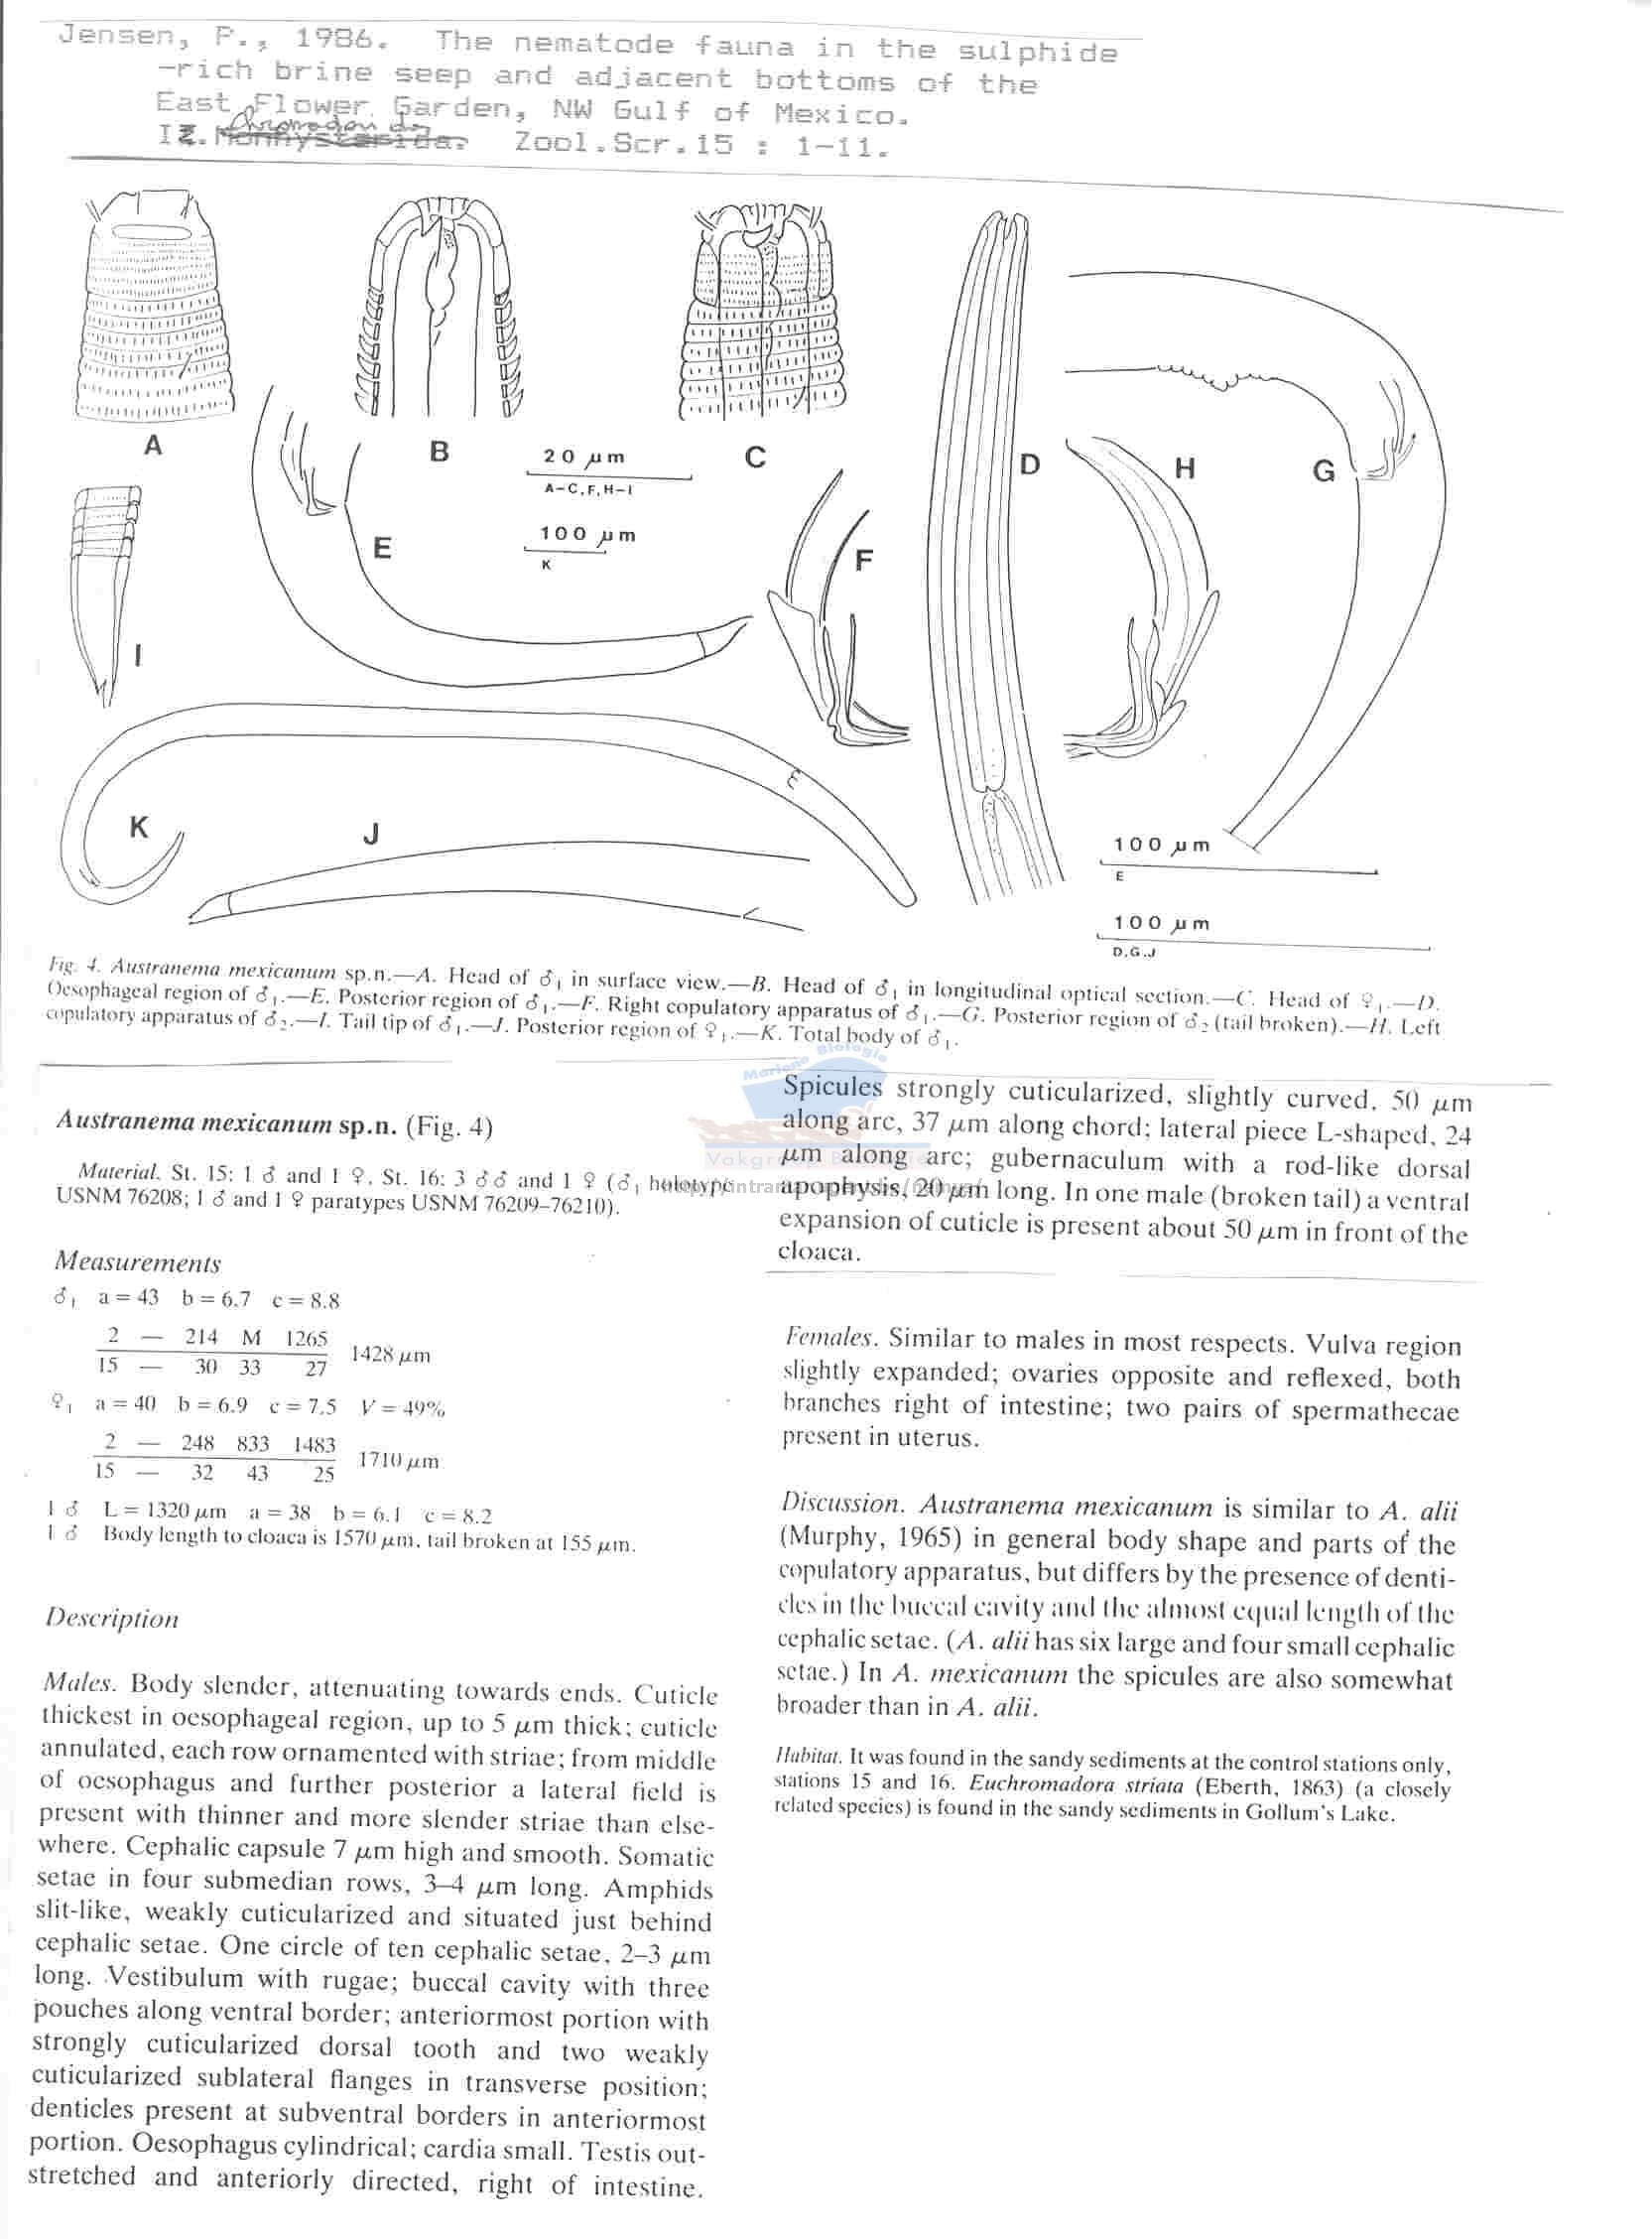 Jensen, P., 1986. The nematode fauna in the sulphide
-rich brine seep and adjacent bottoms of the
East Flower Garden, NW Gulf of Mexico.
Monhysterida. Zool.Scr.15 : 1-11.
A
B
C
D
H
G
20 μm
A-C,F,H-I
100 μm
K
E
F
I
K
J
100 μm
E
100 μm
D,G,J
Fig. 4. Austranema mexicanum sp.n.—A. Head of ♂1 in surface view.—B. Head of ♂1 in longitudinal optical section.—C. Head of ♀1.—D.
Oesophageal region of ♂1.—E. Posterior region of ♂1.—F. Right copulatory apparatus of ♂1.—G. Posterior region of ♂2 (tail broken).—H. Left
copulatory apparatus of ♂2.—I. Tail tip of ♂1.—J. Posterior region of ♀1.—K. Total body of ♂1.
Mariene Biologie
Austranema mexicanum sp.n. (Fig. 4)
Material. St. 15: 1 ♂ and 1 ♀. St. 16: 3 ♂♂ and 1 ♀ (♂1 holotype
USNM 76208; 1 ♂ and 1 ♀ paratypes USNM 76209–76210).
Measurements
♂1 a = 43 b = 6.7 c = 8.8
2 — 214 M 1265
15 — 30 33 27 1428 μm
♀1 a = 40 b = 6.9 c = 7.5 V = 49%
2 — 248 833 1483
15 — 32 43 25 1710 μm
1 ♂ L = 1320 μm a = 38 b = 6.1 c = 8.2
1 ♂ Body length to cloaca is 1570 μm, tail broken at 155 μm.
Description
Males. Body slender, attenuating towards ends. Cuticle
thickest in oesophageal region, up to 5 μm thick; cuticle
annulated, each row ornamented with striae; from middle
of oesophagus and further posterior a lateral field is
present with thinner and more slender striae than else-
where. Cephalic capsule 7 μm high and smooth. Somatic
setae in four submedian rows, 3–4 μm long. Amphids
slit-like, weakly cuticularized and situated just behind
cephalic setae. One circle of ten cephalic setae, 2–3 μm
long. Vestibulum with rugae; buccal cavity with three
pouches along ventral border; anteriormost portion with
strongly cuticularized dorsal tooth and two weakly
cuticularized sublateral flanges in transverse position;
denticles present at subventral borders in anteriormost
portion. Oesophagus cylindrical; cardia small. Testis out-
stretched and anteriorly directed, right of intestine.
Spicules strongly cuticularized, slightly curved, 50 μm
along arc, 37 μm along chord; lateral piece L-shaped, 24
μm along arc; gubernaculum with a rod-like dorsal
apophysis, 20 μm long. In one male (broken tail) a ventral
expansion of cuticle is present about 50 μm in front of the
cloaca.
Females. Similar to males in most respects. Vulva region
slightly expanded; ovaries opposite and reflexed, both
branches right of intestine; two pairs of spermathecae
present in uterus.
Discussion. Austranema mexicanum is similar to A. alii
(Murphy, 1965) in general body shape and parts of the
copulatory apparatus, but differs by the presence of denti-
cles in the buccal cavity and the almost equal length of the
cephalic setae. (A. alii has six large and four small cephalic
setae.) In A. mexicanum the spicules are also somewhat
broader than in A. alii.
Habitat. It was found in the sandy sediments at the control stations only,
stations 15 and 16. Euchromadora striata (Eberth, 1863) (a closely
related species) is found in the sandy sediments in Gollum's Lake.